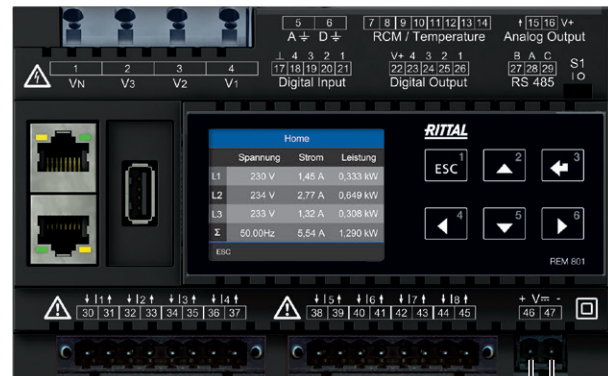 5 6
A D
7 8 9 10 11 12 13 14
RCM / Temperature
15 16 V+
Analog Output
1 2 3 4
VN V3 V2 V1
⊥ 4 3 2 1
17 18 19 20 21
Digital Input
V+ 4 3 2 1
22 23 24 25 26
Digital Output
B A C
27 28 29
RS 485
S1
I O
Home
Spannung Strom Leistung
L1 230 V 1,45 A 0,333 kW
L2 234 V 2,77 A 0,649 kW
L3 233 V 1,32 A 0,308 kW
Σ 50.00Hz 5,54 A 1.290 kW
ESC
RITTAL
ESC 1 2 3
4 5 6
REM 801
I1 I2 I3 I4
30 31 32 33 34 35 36 37
I5 I6 I7 I8
38 39 40 41 42 43 44 45
+ V -
46 47